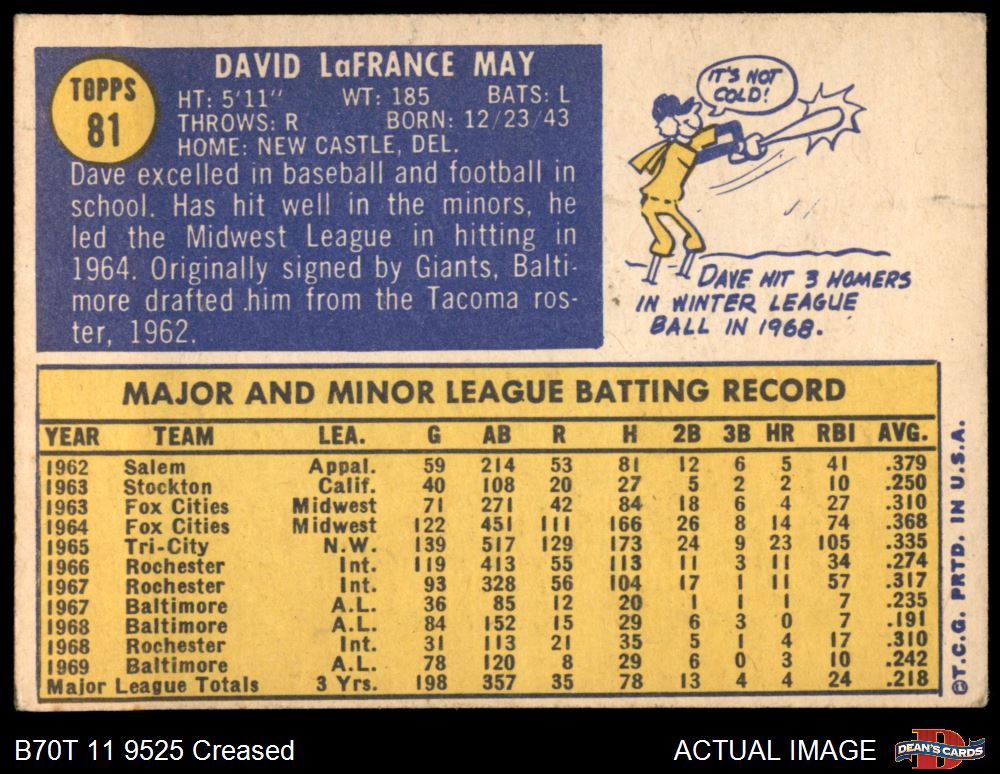 TOPPS
81
DAVID LaFRANCE MAY
HT: 5'11" WT: 185 BATS: L
THROWS: R BORN: 12/23/43
HOME: NEW CASTLE, DEL.
Dave excelled in baseball and football in
school. Has hit well in the minors, he
led the Midwest League in hitting in
1964. Originally signed by Giants, Balti-
more drafted him from the Tacoma ros-
ter, 1962.
IT'S NOT
COLD!
DAVE HIT 3 HOMERS
IN WINTER LEAGUE
BALL IN 1968.
MAJOR AND MINOR LEAGUE BATTING RECORD
YEAR TEAM LEA. G AB R H 2B 3B HR RBI AVG.
1962 Salem Appal. 59 214 53 81 12 6 5 41 .379
1963 Stockton Calif. 40 108 20 27 5 2 2 10 .250
1963 Fox Cities Midwest 71 271 42 84 18 6 4 27 .310
1964 Fox Cities Midwest 122 451 111 166 26 8 14 74 .368
1965 Tri-City N.W. 139 517 129 173 24 9 23 105 .335
1966 Rochester Int. 119 413 55 113 11 3 11 34 .274
1967 Rochester Int. 93 328 56 104 17 1 11 57 .317
1967 Baltimore A.L. 36 85 12 20 1 1 1 7 .235
1968 Baltimore A.L. 84 152 15 29 6 3 0 7 .191
1968 Rochester Int. 31 113 21 35 5 1 4 17 .310
1969 Baltimore A.L. 78 120 8 29 6 0 3 10 .242
Major League Totals 3 Yrs. 198 357 35 78 13 4 4 24 .218
©T.C.G. PRTD. IN U.S.A.
B70T 11 9525 Creased
ACTUAL IMAGE
D
DEAN'S CARDS